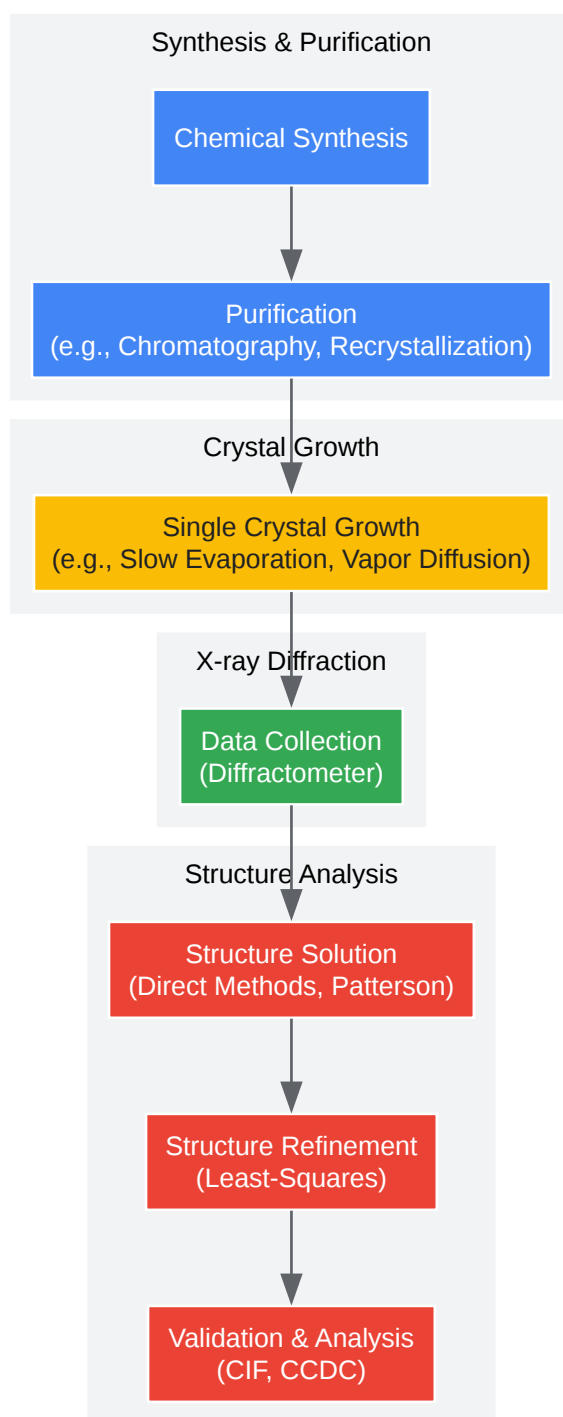 Synthesis & Purification
Chemical Synthesis
Purification
(e.g., Chromatography, Recrystallization)
Crystal Growth
Single Crystal Growth
(e.g., Slow Evaporation, Vapor Diffusion)
X-ray Diffraction
Data Collection
(Diffractometer)
Structure Analysis
Structure Solution
(Direct Methods, Patterson)
Structure Refinement
(Least-Squares)
Validation & Analysis
(CIF, CCDC)